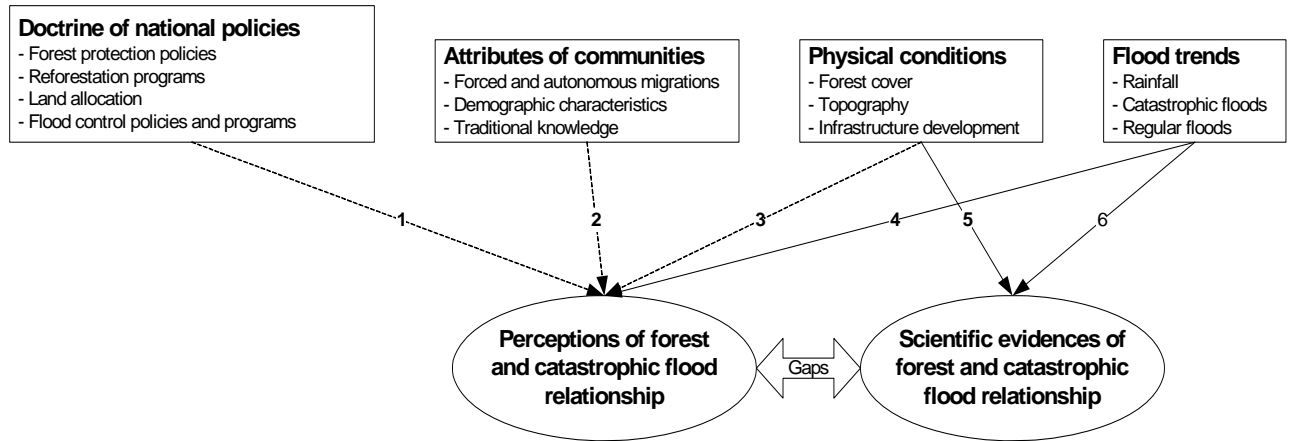 Doctrine of national policies
- Forest protection policies
- Reforestation programs
- Land allocation
- Flood control policies and programs
Attributes of communities
- Forced and autonomous migrations
- Demographic characteristics
- Traditional knowledge
Physical conditions
- Forest cover
- Topography
- Infrastructure development
Flood trends
- Rainfall
- Catastrophic floods
- Regular floods
1
2
3
4
5
6
Perceptions of forest
and catastrophic flood
relationship
Gaps
Scientific evidences of
forest and catastrophic
flood relationship